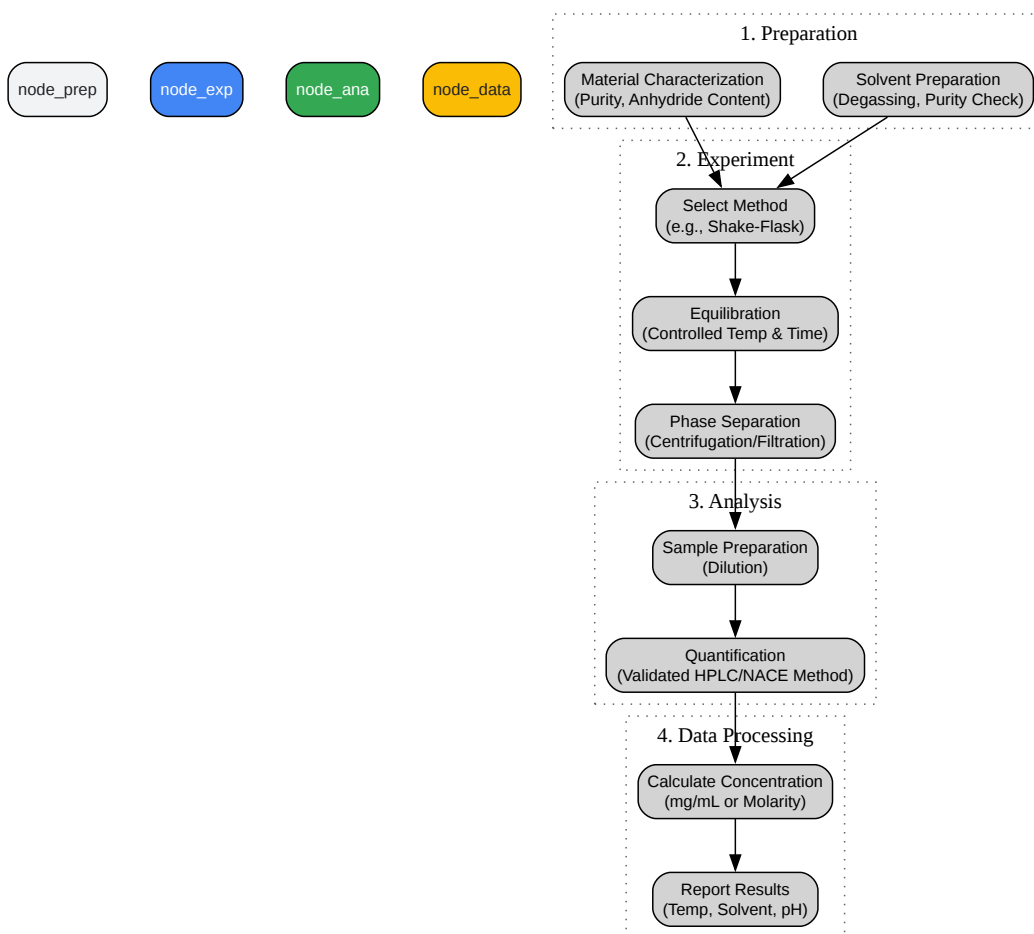 1. Preparation
node_prep
node_exp
node_ana
node_data
Material Characterization
(Purity, Anhydride Content)
Solvent Preparation
(Degassing, Purity Check)
2. Experiment
Select Method
(e.g., Shake-Flask)
Equilibration
(Controlled Temp & Time)
Phase Separation
(Centrifugation/Filtration)
3. Analysis
Sample Preparation
(Dilution)
Quantification
(Validated HPLC/NACE Method)
4. Data Processing
Calculate Concentration
(mg/mL or Molarity)
Report Results
(Temp, Solvent, pH)